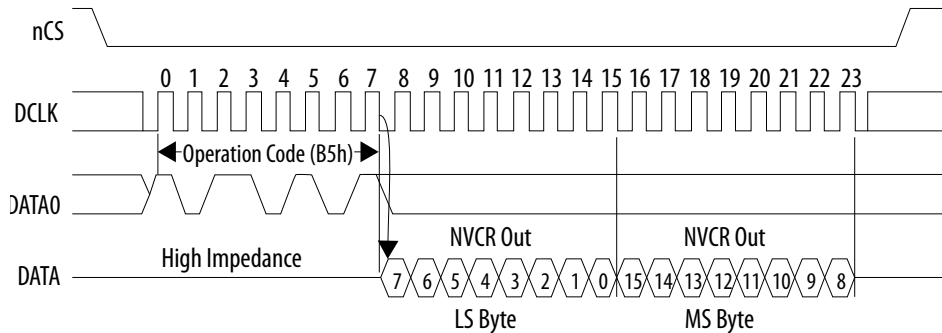 nCS
0 1 2 3 4 5 6 7 8 9 10 11 12 13 14 15 16 17 18 19 20 21 22 23
DCLK
Operation Code (B5h)
DATA0
NVCR Out NVCR Out
High Impedance
DATA
7 6 5 4 3 2 1 0 15 14 13 12 11 10 9 8
LS Byte MS Byte